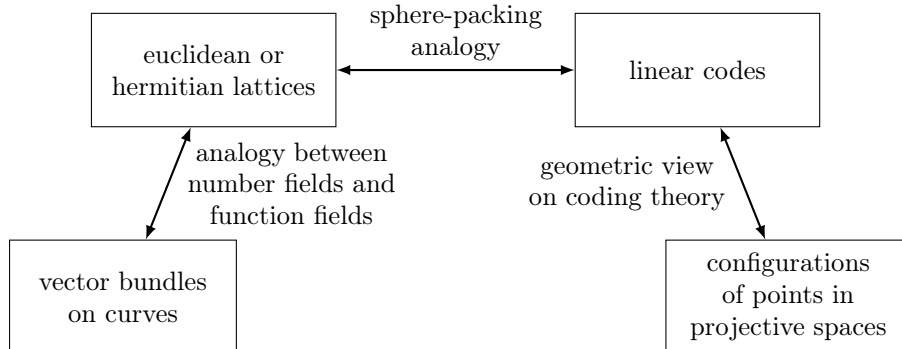 sphere-packing
analogy
euclidean or
hermitian lattices
linear codes
analogy between
number fields and
function fields
geometric view
on coding theory
vector bundles
on curves
configurations
of points in
projective spaces